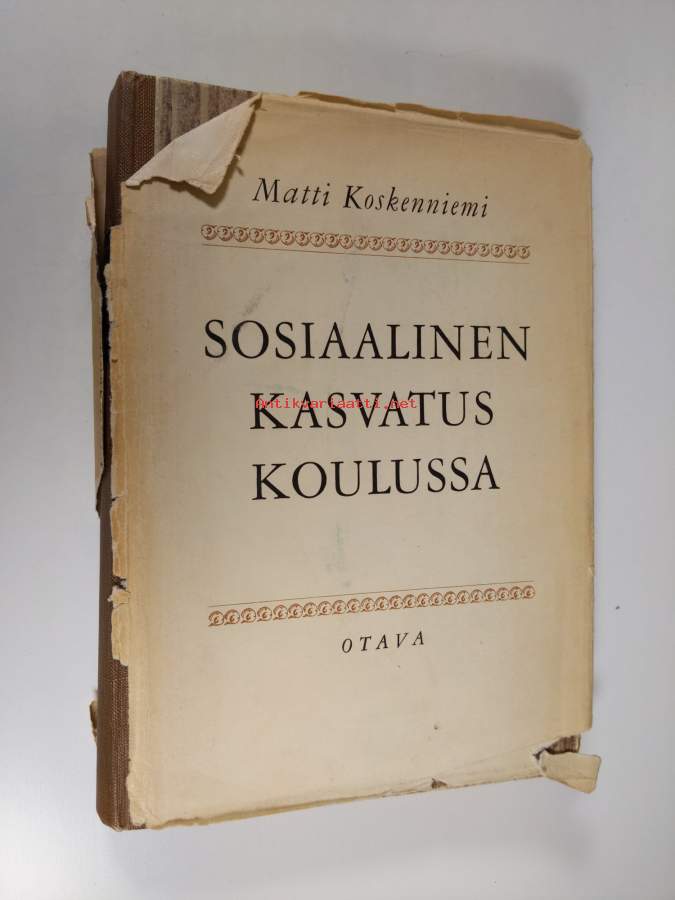 Matti Koskenniemi
SOSIAALINEN
KASVATUS
Antikvariaatti.net
KOULUSSA
OTAVA